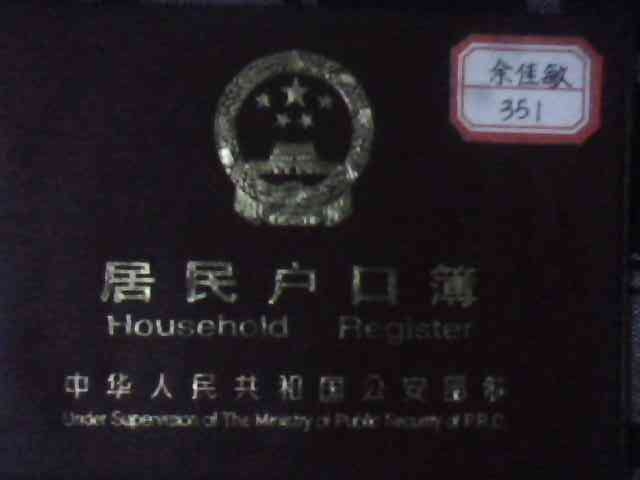 余佳敏
351
居民户口簿
Household Register
中华人民共和国公安部制
Under Supervision of The Ministry of Public Security of P.R.C.